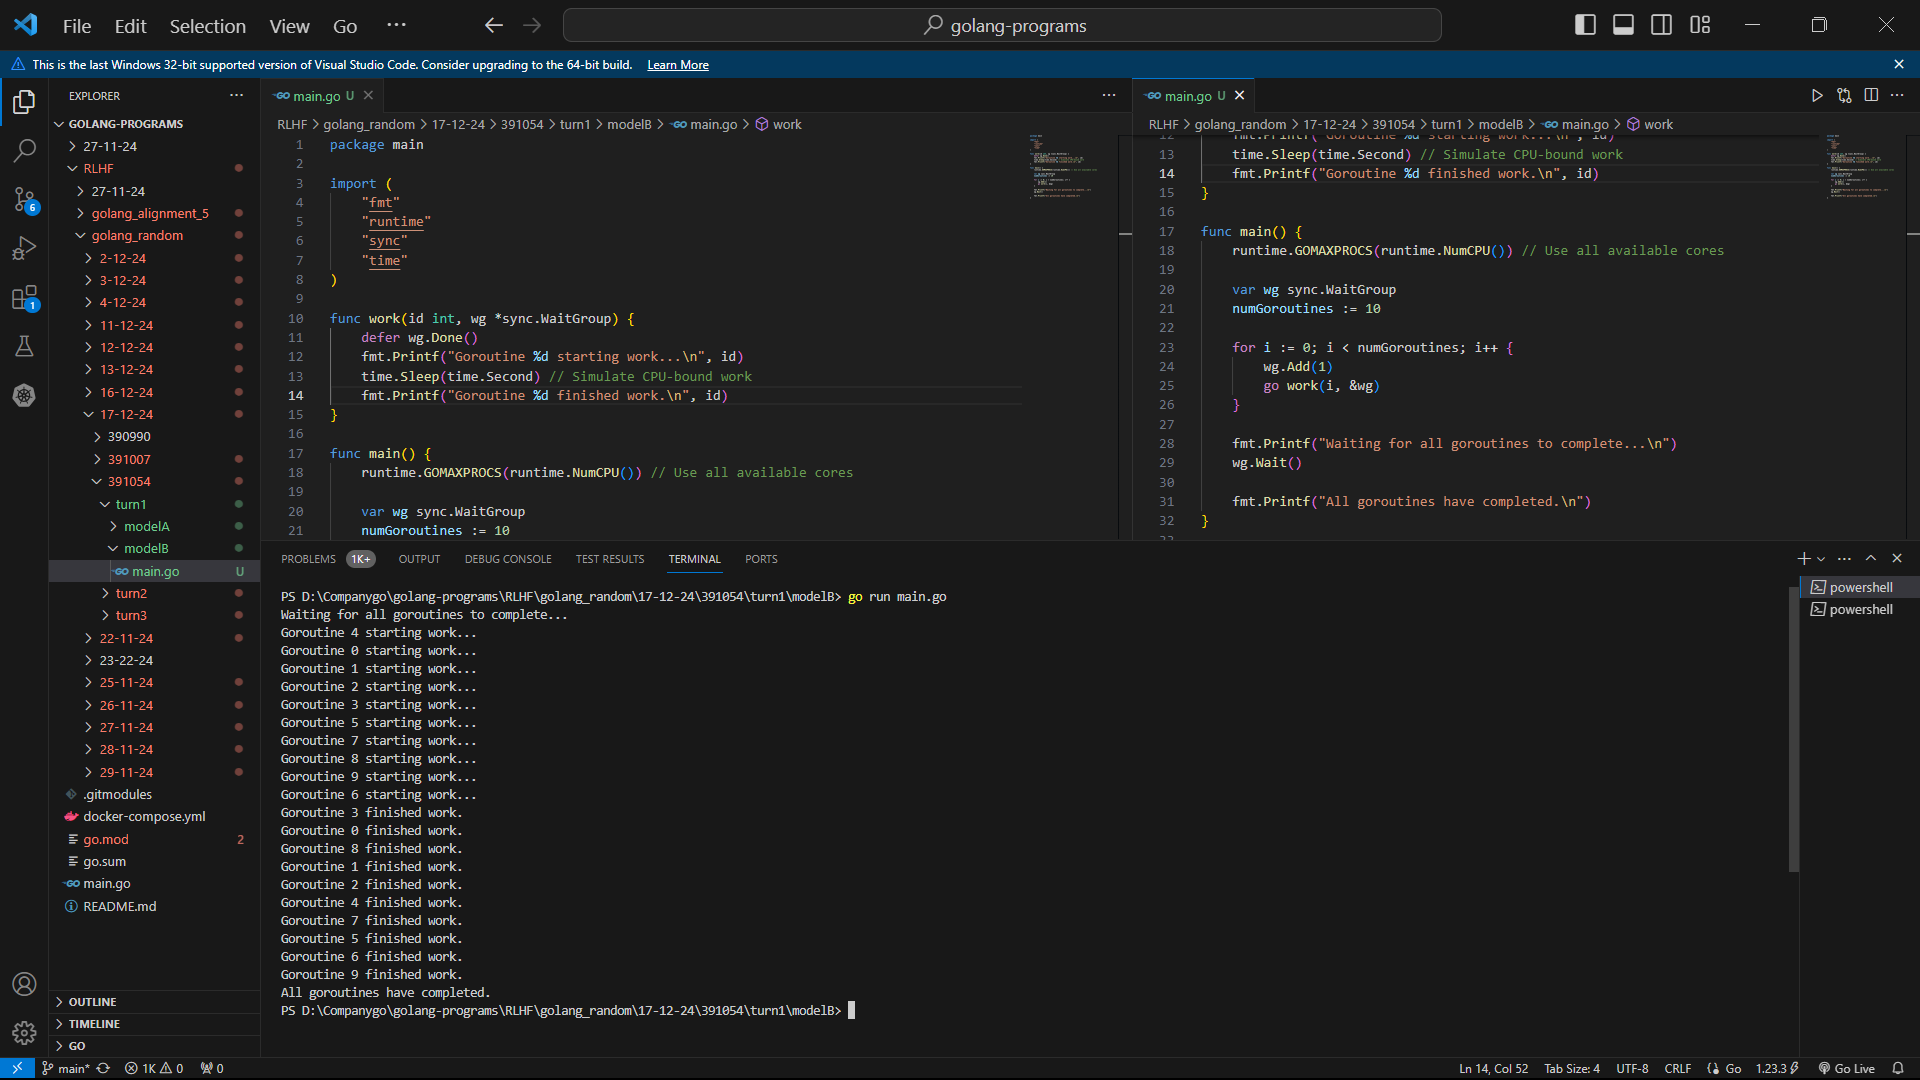 File Edit Selection View Go ···
golang-programs
This is the last Windows 32-bit supported version of Visual Studio Code. Consider upgrading to the 64-bit build. Learn More
EXPLORER
GOLANG-PROGRAMS
27-11-24
RLHF
27-11-24
golang_alignment_5
golang_random
2-12-24
3-12-24
4-12-24
11-12-24
12-12-24
13-12-24
16-12-24
17-12-24
390990
391007
391054
turn1
modelA
modelB
main.go U
turn2
turn3
22-11-24
23-22-24
25-11-24
26-11-24
27-11-24
28-11-24
29-11-24
.gitmodules
docker-compose.yml
go.mod 2
go.sum
main.go
README.md
OUTLINE
TIMELINE
GO
6
1
main.go U
RLHF > golang_random > 17-12-24 > 391054 > turn1 > modelB > main.go > work
1 package main
2
3 import (
4 "fmt"
5 "runtime"
6 "sync"
7 "time"
8 )
9
10 func work(id int, wg *sync.WaitGroup) {
11 defer wg.Done()
12 fmt.Printf("Goroutine %d starting work...\n", id)
13 time.Sleep(time.Second) // Simulate CPU-bound work
14 fmt.Printf("Goroutine %d finished work.\n", id)
15 }
16
17 func main() {
18 runtime.GOMAXPROCS(runtime.NumCPU()) // Use all available cores
19
20 var wg sync.WaitGroup
21 numGoroutines := 10
main.go U
RLHF > golang_random > 17-12-24 > 391054 > turn1 > modelB > main.go > work
12 fmt.Printf("Goroutine %d starting work...\n", id)
13 time.Sleep(time.Second) // Simulate CPU-bound work
14 fmt.Printf("Goroutine %d finished work.\n", id)
15 }
16
17 func main() {
18 runtime.GOMAXPROCS(runtime.NumCPU()) // Use all available cores
19
20 var wg sync.WaitGroup
21 numGoroutines := 10
22
23 for i := 0; i < numGoroutines; i++ {
24 wg.Add(1)
25 go work(i, &wg)
26 }
27
28 fmt.Printf("Waiting for all goroutines to complete...\n")
29 wg.Wait()
30
31 fmt.Printf("All goroutines have completed.\n")
32 }
33
PROBLEMS 1K+ OUTPUT DEBUG CONSOLE TEST RESULTS TERMINAL PORTS
PS D:\Companygo\golang-programs\RLHF\golang_random\17-12-24\391054\turn1\modelB> go run main.go
Waiting for all goroutines to complete...
Goroutine 4 starting work...
Goroutine 0 starting work...
Goroutine 1 starting work...
Goroutine 2 starting work...
Goroutine 3 starting work...
Goroutine 5 starting work...
Goroutine 7 starting work...
Goroutine 8 starting work...
Goroutine 9 starting work...
Goroutine 6 starting work...
Goroutine 3 finished work.
Goroutine 0 finished work.
Goroutine 8 finished work.
Goroutine 1 finished work.
Goroutine 2 finished work.
Goroutine 4 finished work.
Goroutine 7 finished work.
Goroutine 5 finished work.
Goroutine 6 finished work.
Goroutine 9 finished work.
All goroutines have completed.
PS D:\Companygo\golang-programs\RLHF\golang_random\17-12-24\391054\turn1\modelB>
powershell
powershell
main* 1K 0 0
Ln 14, Col 52 Tab Size: 4 UTF-8 CRLF Go 1.23.3 Go Live